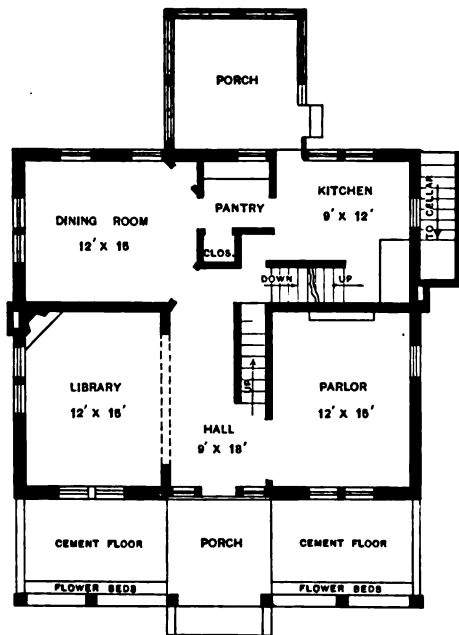 PORCH
KITCHEN
9' X 12'
PANTRY
DINING ROOM
12' X 15
TO CELLAR
CLOS.
DOWN
UP
LIBRARY
12' X 15'
UP
PARLOR
12' X 15'
HALL
9' X 18'
CEMENT FLOOR
PORCH
CEMENT FLOOR
FLOWER BEDS
FLOWER BEDS